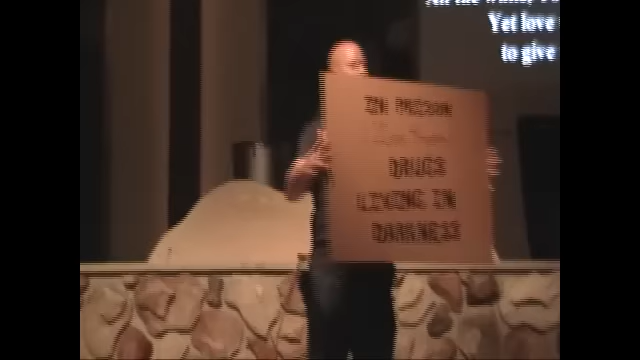 Yet love
to give
IN PRISON
DRUGS
LIVING IN
DARKNESS